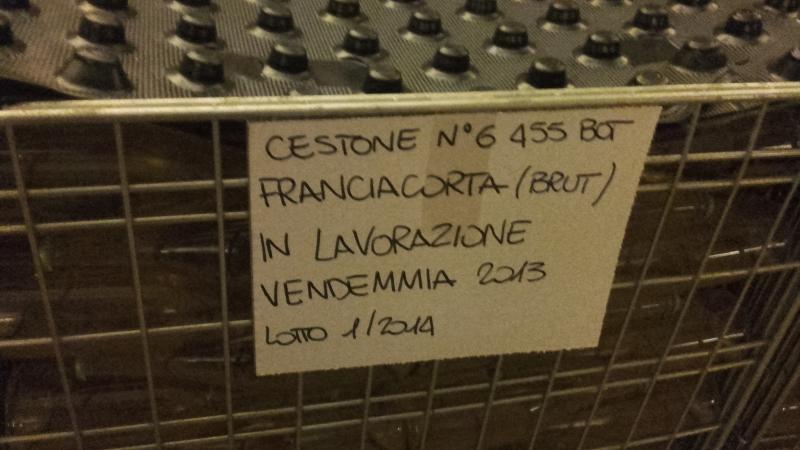 CESTONE N°6 455 BOT
FRANCIACORTA (BRUT)
IN LAVORAZIONE
VENDEMMIA 2013
LOTTO 1/2014